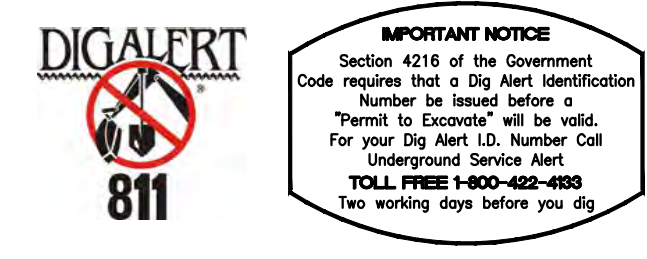 DIGALERT
®
811
IMPORTANT NOTICE
Section 4216 of the Government
Code requires that a Dig Alert Identification
Number be issued before a
"Permit to Excavate" will be valid.
For your Dig Alert I.D. Number Call
Underground Service Alert
TOLL FREE 1-800-422-4133
Two working days before you dig